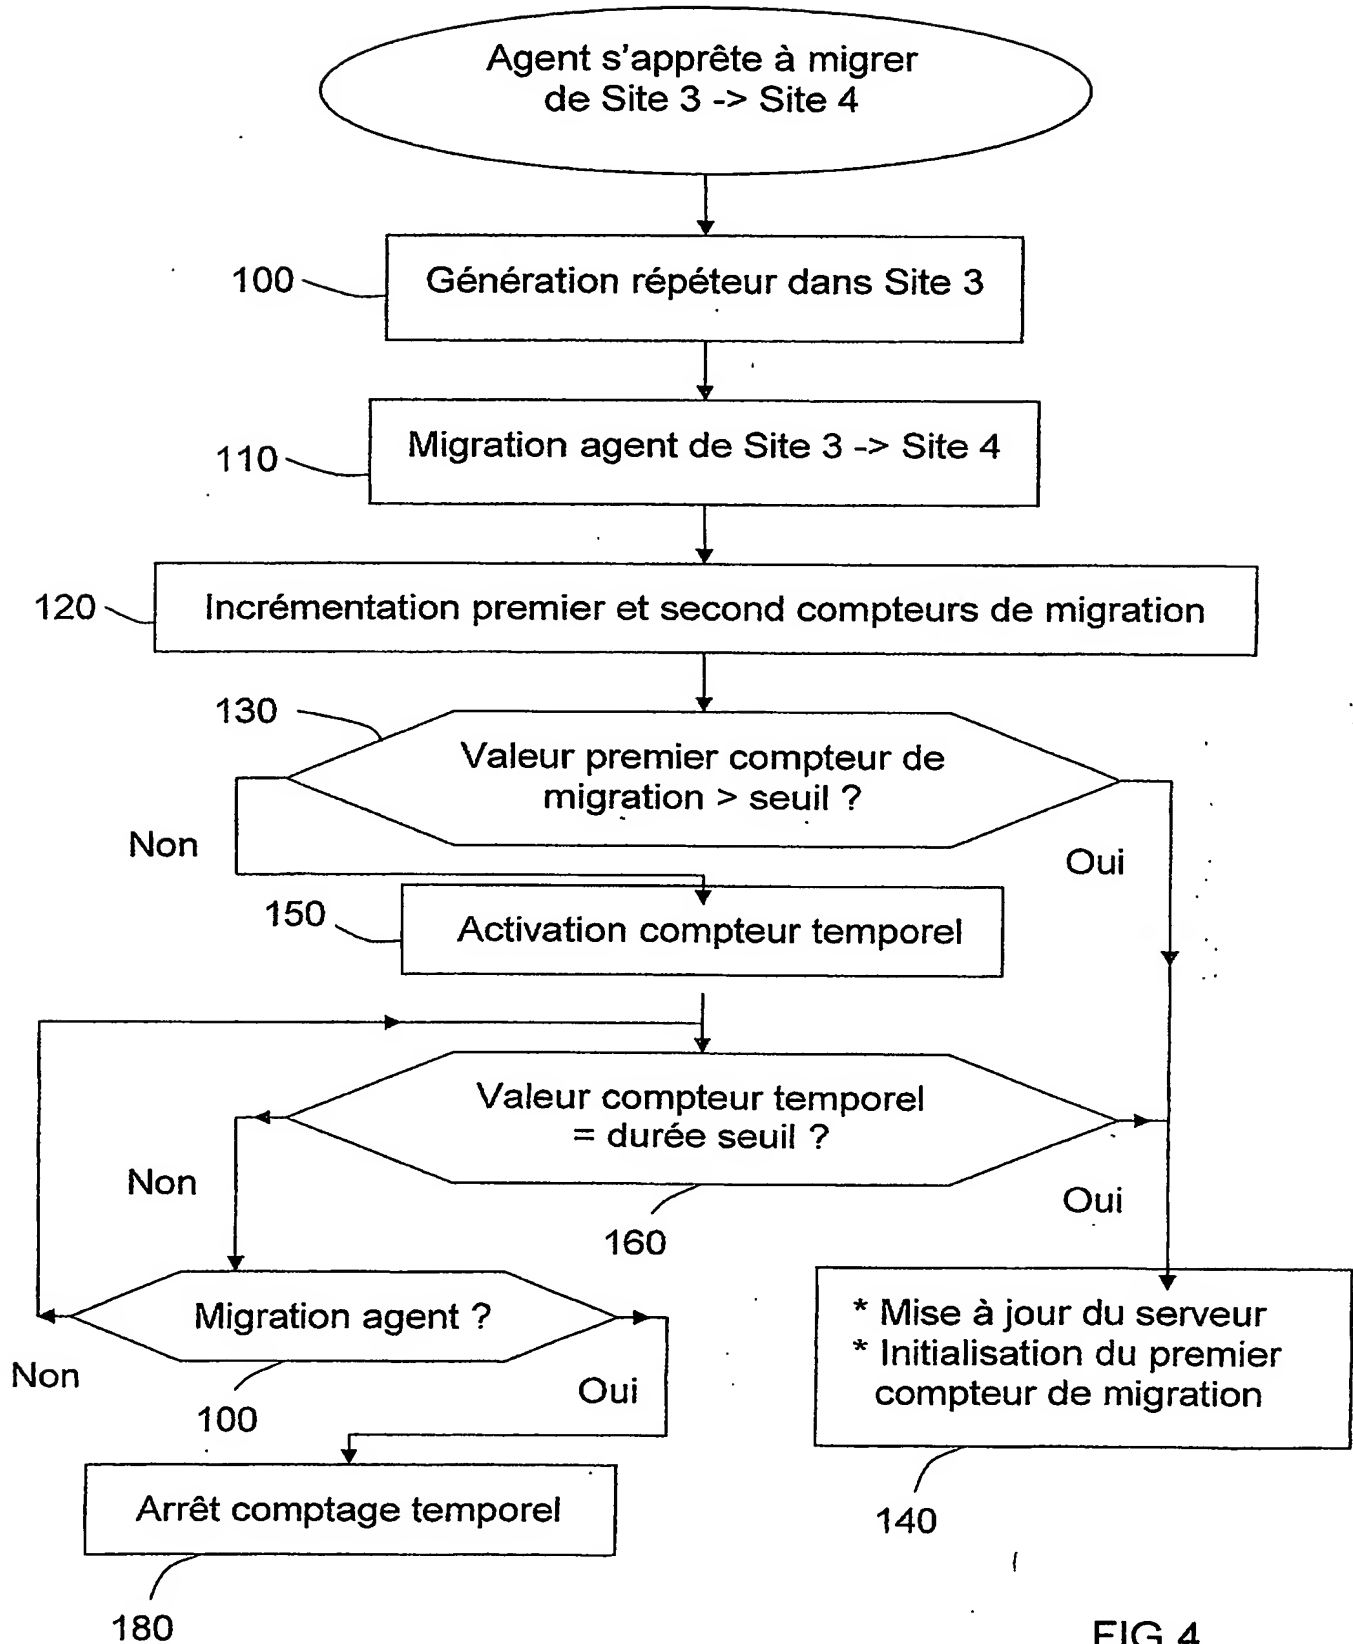 Agent s'apprête à migrer
de Site 3 -> Site 4
100
Génération répéteur dans Site 3
110
Migration agent de Site 3 -> Site 4
120
Incrémentation premier et second compteurs de migration
130
Valeur premier compteur de
migration > seuil ?
Non
Oui
150
Activation compteur temporel
Valeur compteur temporel
= durée seuil ?
Non
Oui
160
Migration agent ?
Non
Oui
100
* Mise à jour du serveur
* Initialisation du premier
compteur de migration
140
Arrêt comptage temporel
180
FIG 4